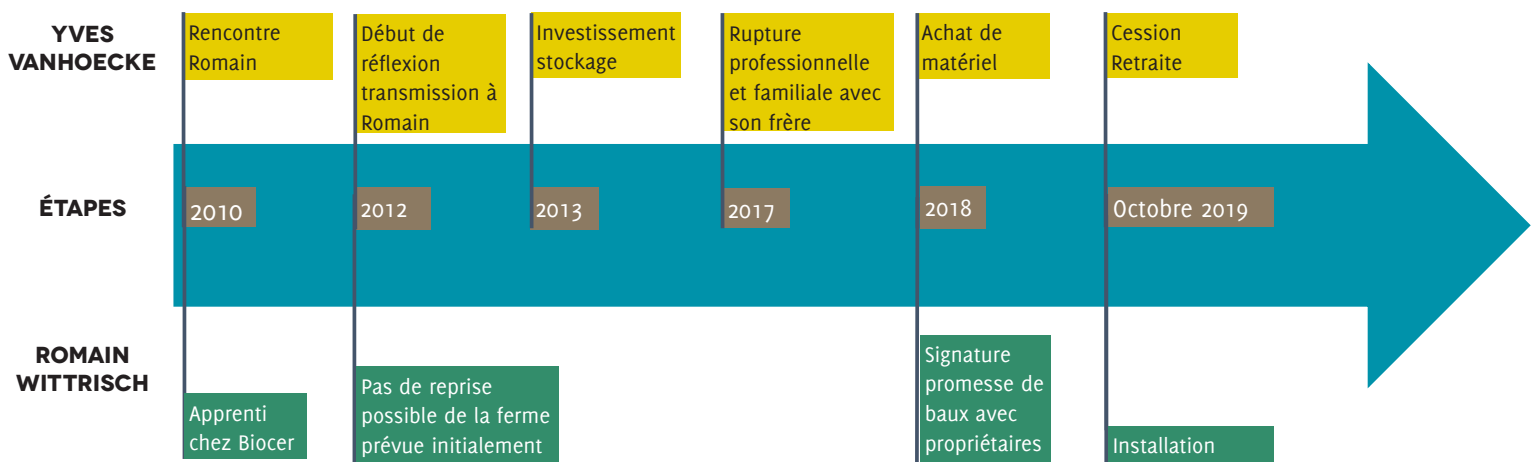 YVES
VANHOECKE
Rencontre
Romain
Début de
réflexion
transmission à
Romain
Investissement
stockage
Rupture
professionnelle
et familiale avec
son frère
Achat de
matériel
Cession
Retraite
ÉTAPES
2010
2012
2013
2017
2018
Octobre 2019
ROMAIN
WITTRISCH
Apprenti
chez Biocer
Pas de reprise
possible de la ferme
prévue initialement
Signature
promesse de
baux avec
propriétaires
Installation